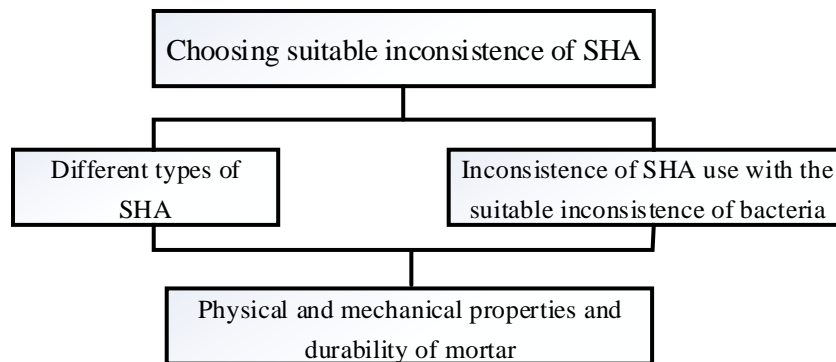 Choosing suitable inconsistence of SHA
Different types of
SHA
Inconsistence of SHA use with the
suitable inconsistence of bacteria
Physical and mechanical properties and
durability of mortar